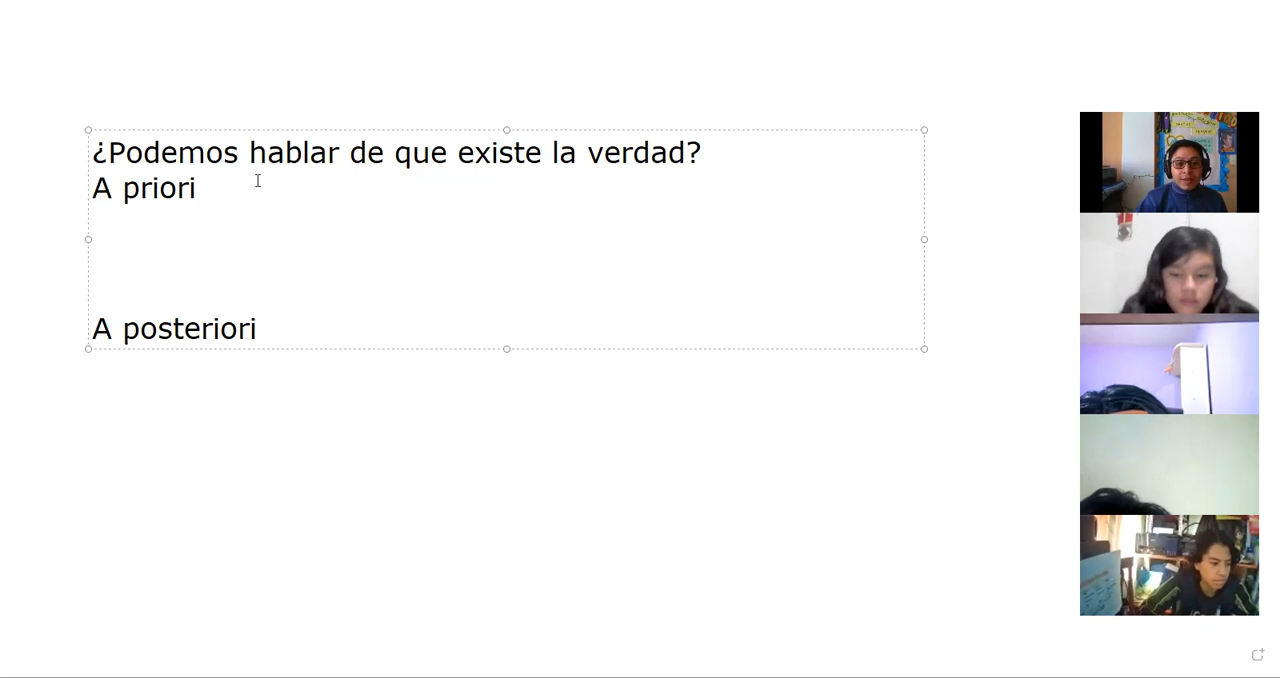 ¿Podemos hablar de que existe la verdad?
A priori
A posteriori